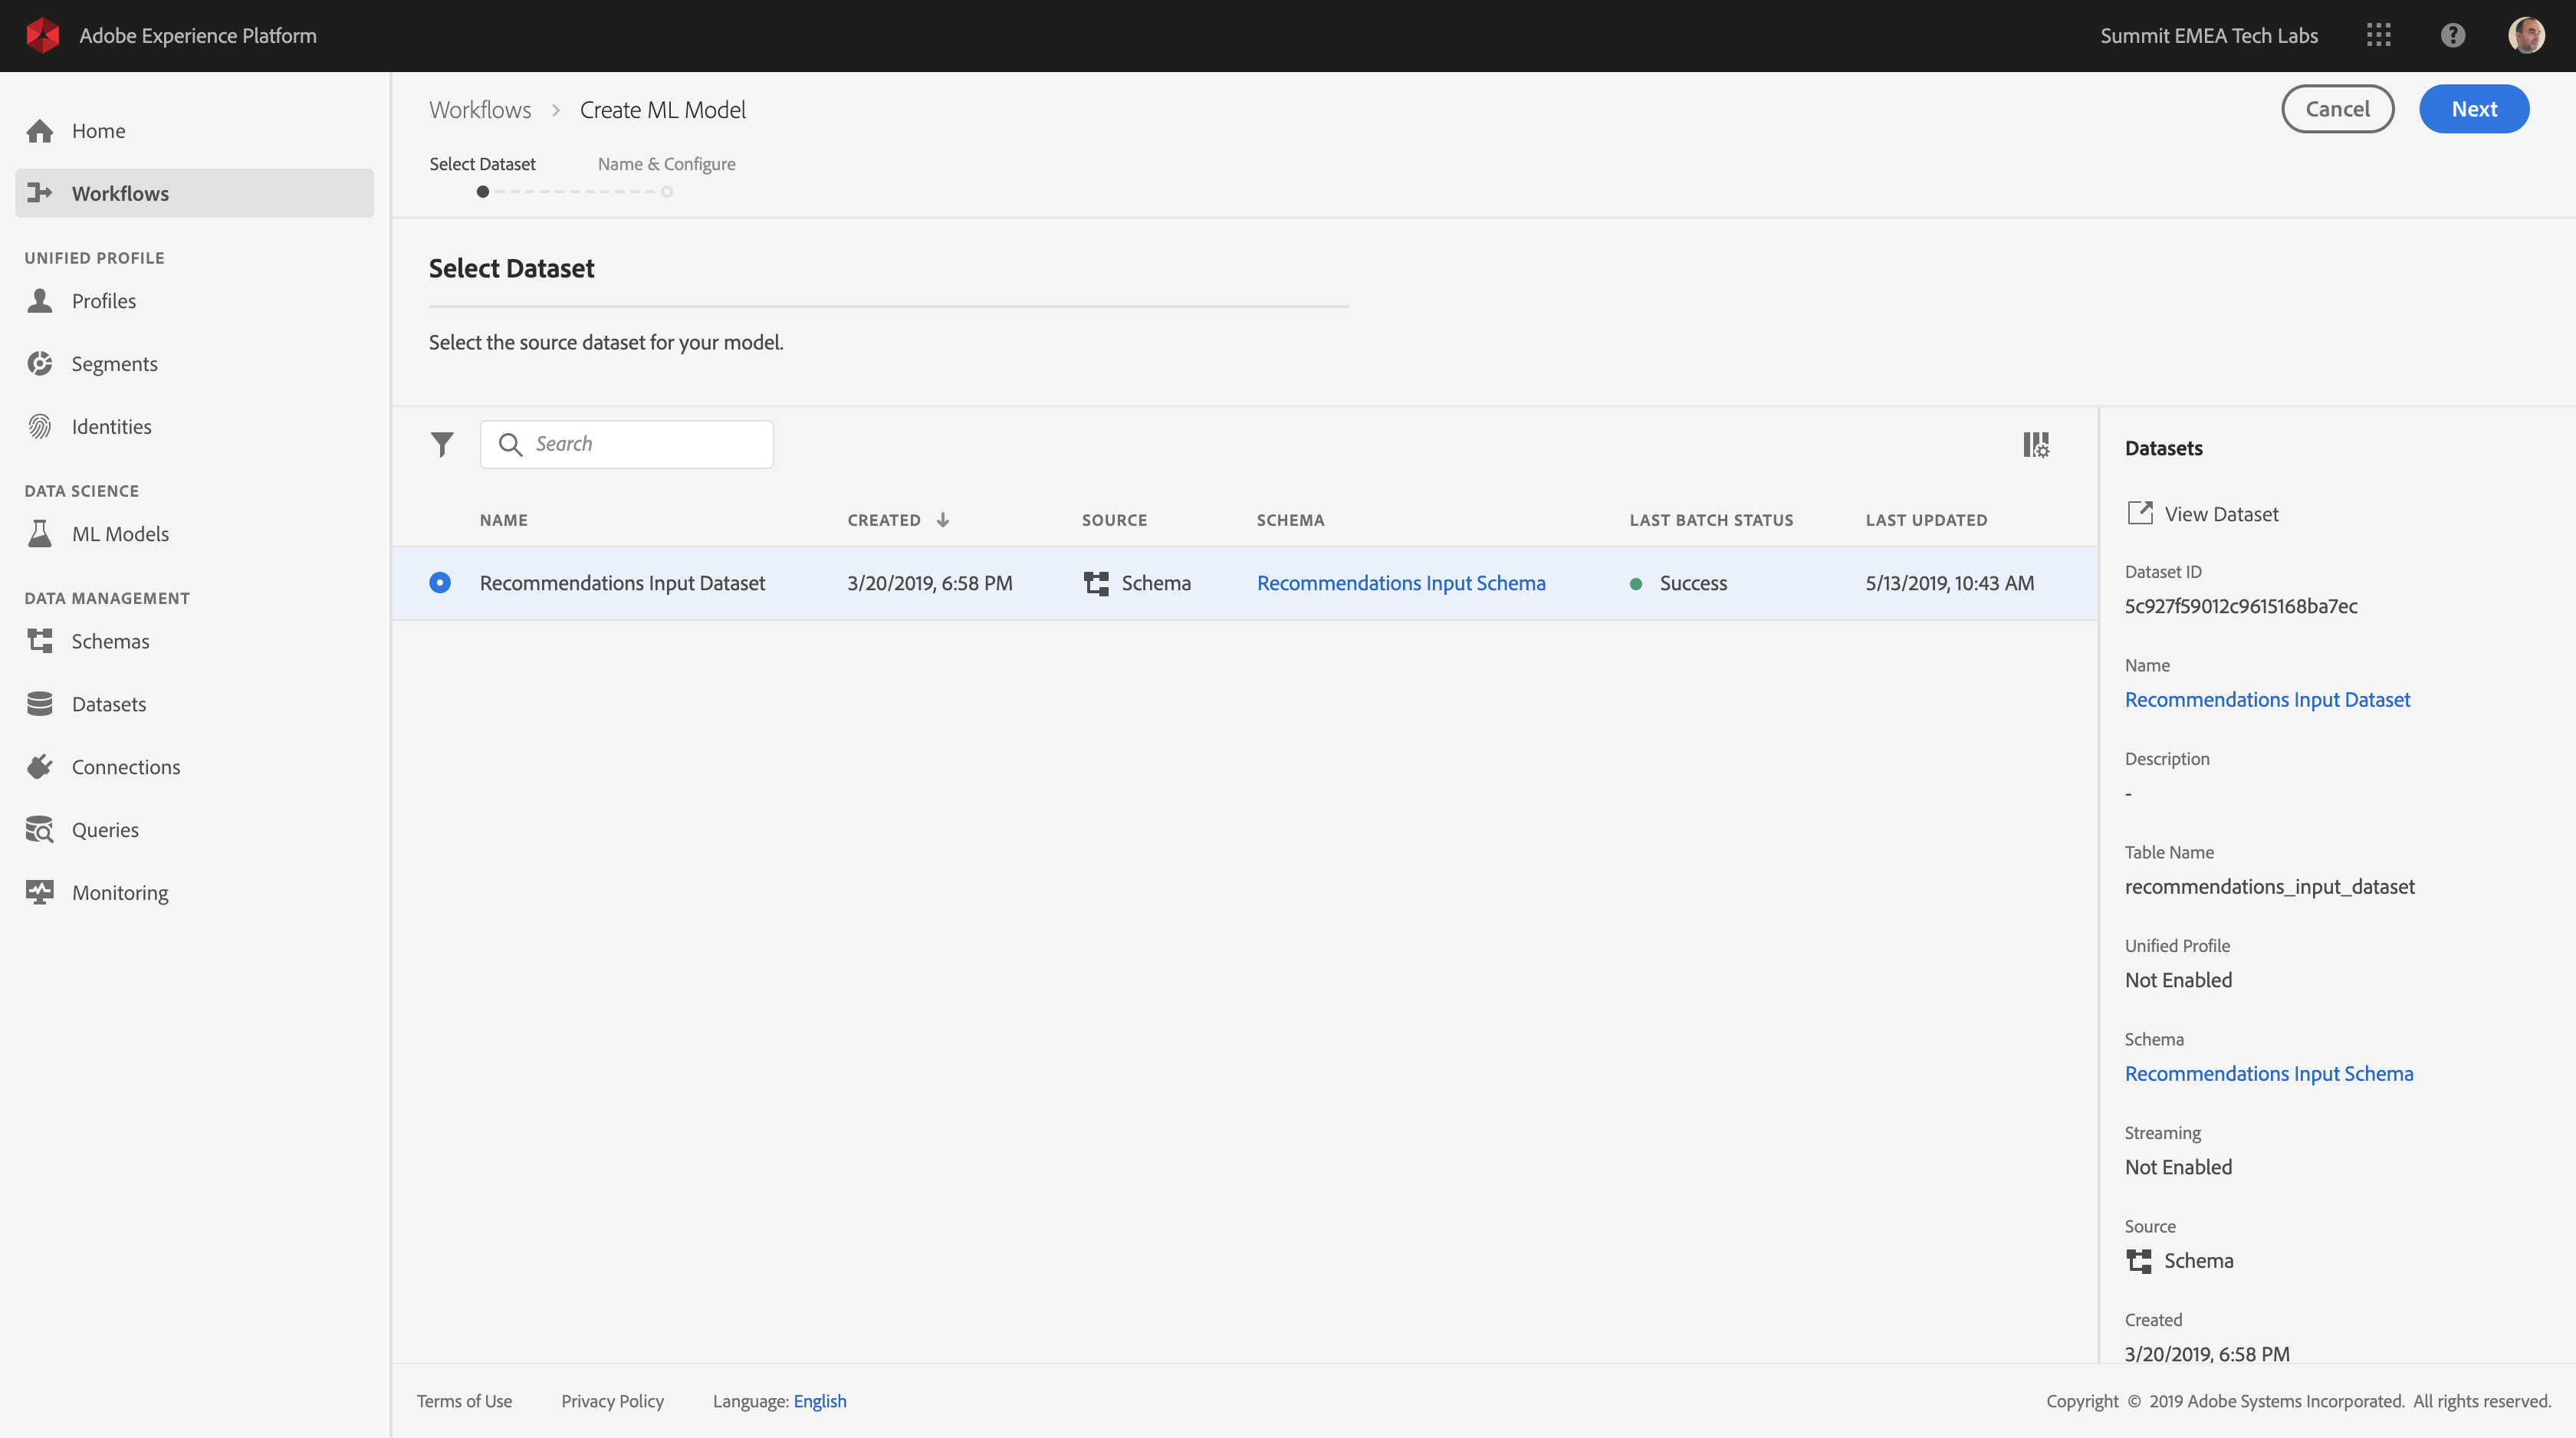 Adobe Experience Platform
Summit EMEA Tech Labs
Home
Workflows
UNIFIED PROFILE
Profiles
Segments
Identities
DATA SCIENCE
ML Models
DATA MANAGEMENT
Schemas
Datasets
Connections
Queries
Monitoring
Workflows > Create ML Model
Cancel
Next
Select Dataset Name & Configure
Select Dataset
Select the source dataset for your model.
Search
NAME CREATED SOURCE SCHEMA LAST BATCH STATUS LAST UPDATED
Recommendations Input Dataset 3/20/2019, 6:58 PM Schema Recommendations Input Schema Success 5/13/2019, 10:43 AM
Datasets
View Dataset
Dataset ID
5c927f59012c9615168ba7ec
Name
Recommendations Input Dataset
Description
-
Table Name
recommendations_input_dataset
Unified Profile
Not Enabled
Schema
Recommendations Input Schema
Streaming
Not Enabled
Source
Schema
Created
3/20/2019, 6:58 PM
Terms of Use Privacy Policy Language: English
Copyright © 2019 Adobe Systems Incorporated. All rights reserved.